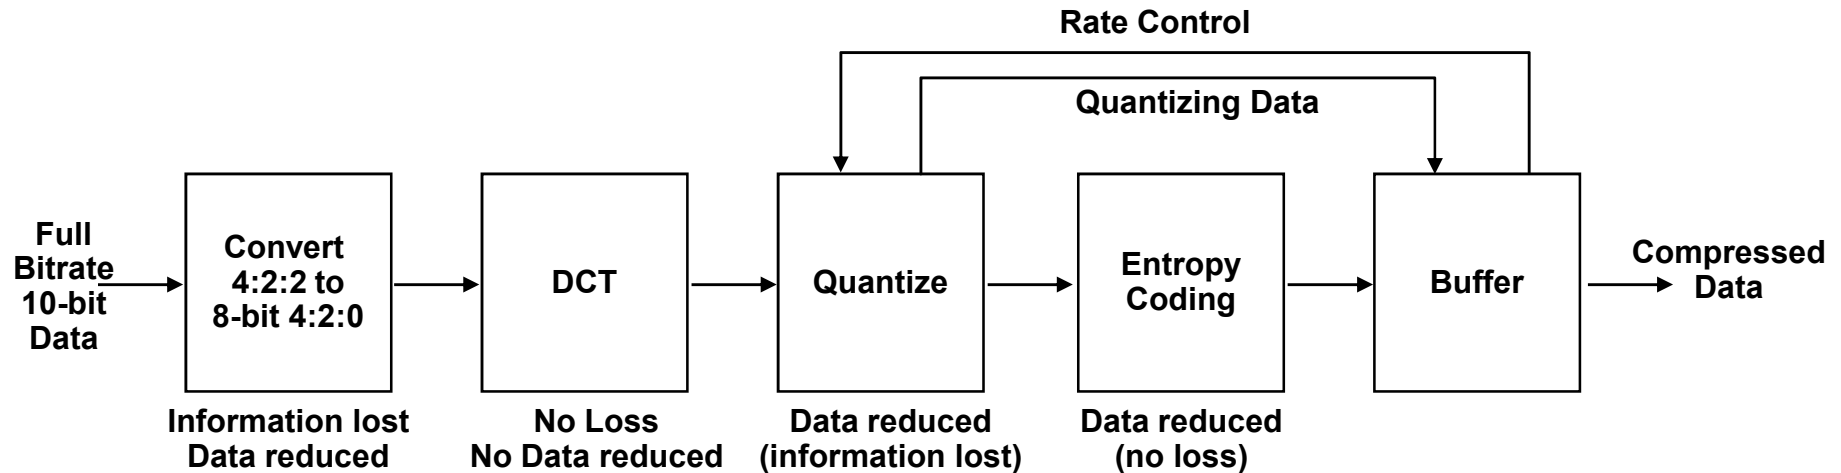 Rate Control
Quantizing Data
Full
Bitrate
10-bit
Data
Convert
4:2:2 to
8-bit 4:2:0
DCT
Quantize
Entropy
Coding
Buffer
Compressed
Data
Information lost
Data reduced
No Loss
No Data reduced
Data reduced
(information lost)
Data reduced
(no loss)